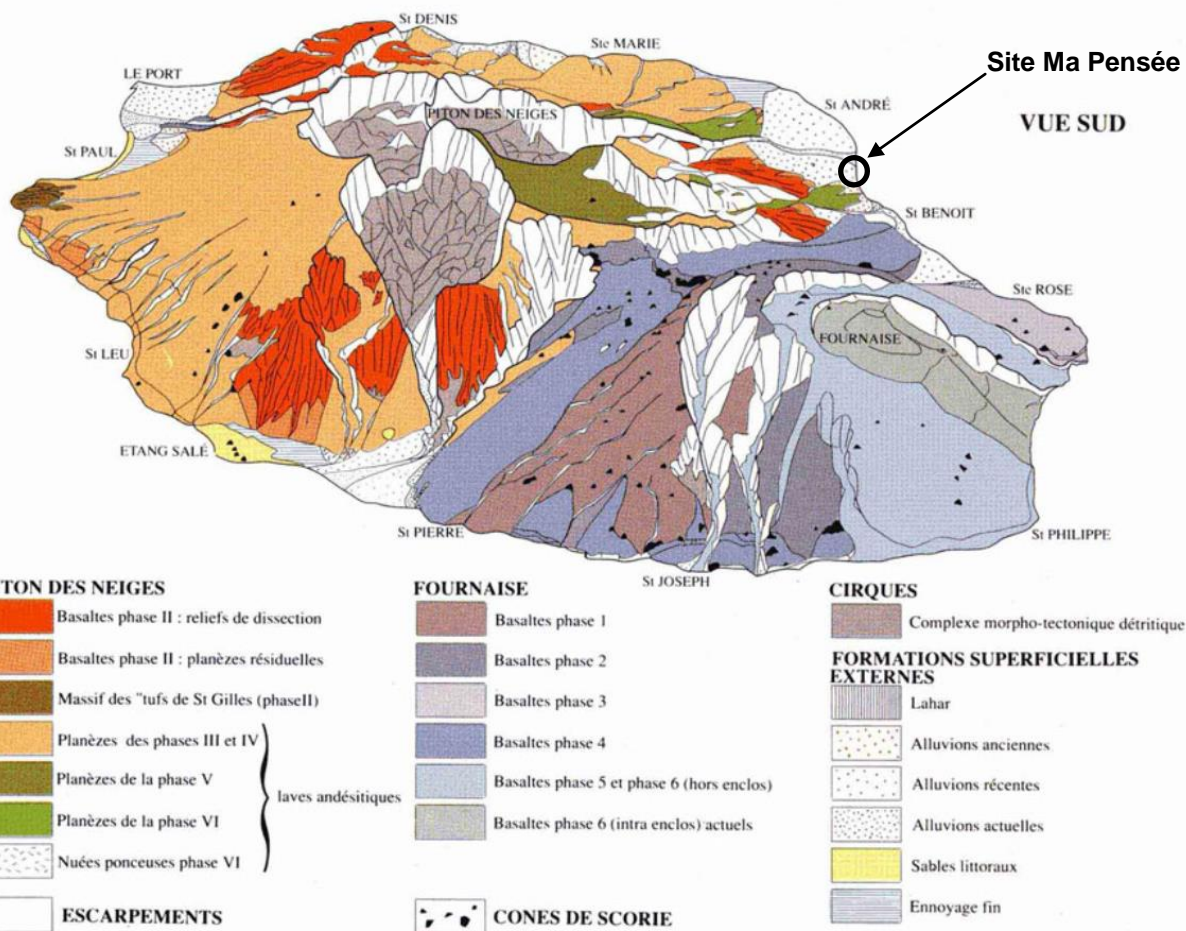 St DENIS
Ste MARIE
LE PORT
Site Ma Pensée
St ANDRÉ
PITON DES NEIGES
VUE SUD
St PAUL
St BENOIT
Ste ROSE
St LEU
FOURNAISE
ETANG SALÉ
St PIERRE
St PHILIPPE
St JOSEPH
TON DES NEIGES
Basaltes phase II : reliefs de dissection
Basaltes phase II : planèzes résiduelles
Massif des "tufs de St Gilles (phaseII)
Planèzes des phases III et IV
Planèzes de la phase V
Planèzes de la phase VI
Nuées ponceuses phase VI
laves andésitiques
ESCARPEMENTS
FOURNAISE
Basaltes phase 1
Basaltes phase 2
Basaltes phase 3
Basaltes phase 4
Basaltes phase 5 et phase 6 (hors enclos)
Basaltes phase 6 (intra enclos) actuels
CONES DE SCORIE
CIRQUES
Complexe morpho-tectonique détritique
FORMATIONS SUPERFICIELLES
EXTERNES
Lahar
Alluvions anciennes
Alluvions récentes
Alluvions actuelles
Sables littoraux
Ennoyage fin